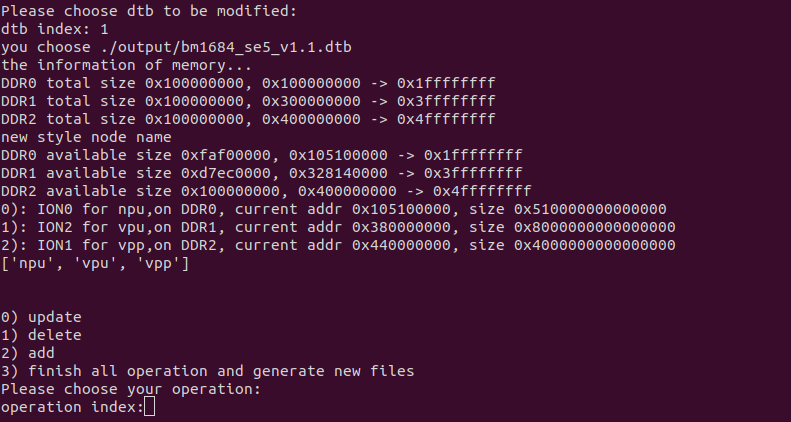 Please choose dtb to be modified:
dtb index: 1
you choose ./output/bm1684_se5_v1.1.dtb
the information of memory...
DDR0 total size 0x100000000, 0x100000000 -> 0x1ffffffff
DDR1 total size 0x100000000, 0x300000000 -> 0x3ffffffff
DDR2 total size 0x100000000, 0x400000000 -> 0x4ffffffff
new style node name
DDR0 available size 0xfaf00000, 0x105100000 -> 0x1ffffffff
DDR1 available size 0xd7ec0000, 0x328140000 -> 0x3ffffffff
DDR2 available size 0x100000000, 0x400000000 -> 0x4ffffffff
0): ION0 for npu,on DDR0, current addr 0x105100000, size 0x510000000000000
1): ION2 for vpu,on DDR1, current addr 0x380000000, size 0x8000000000000000
2): ION1 for vpp,on DDR2, current addr 0x440000000, size 0x4000000000000000
['npu', 'vpu', 'vpp']
0) update
1) delete
2) add
3) finish all operation and generate new files
Please choose your operation:
operation index: